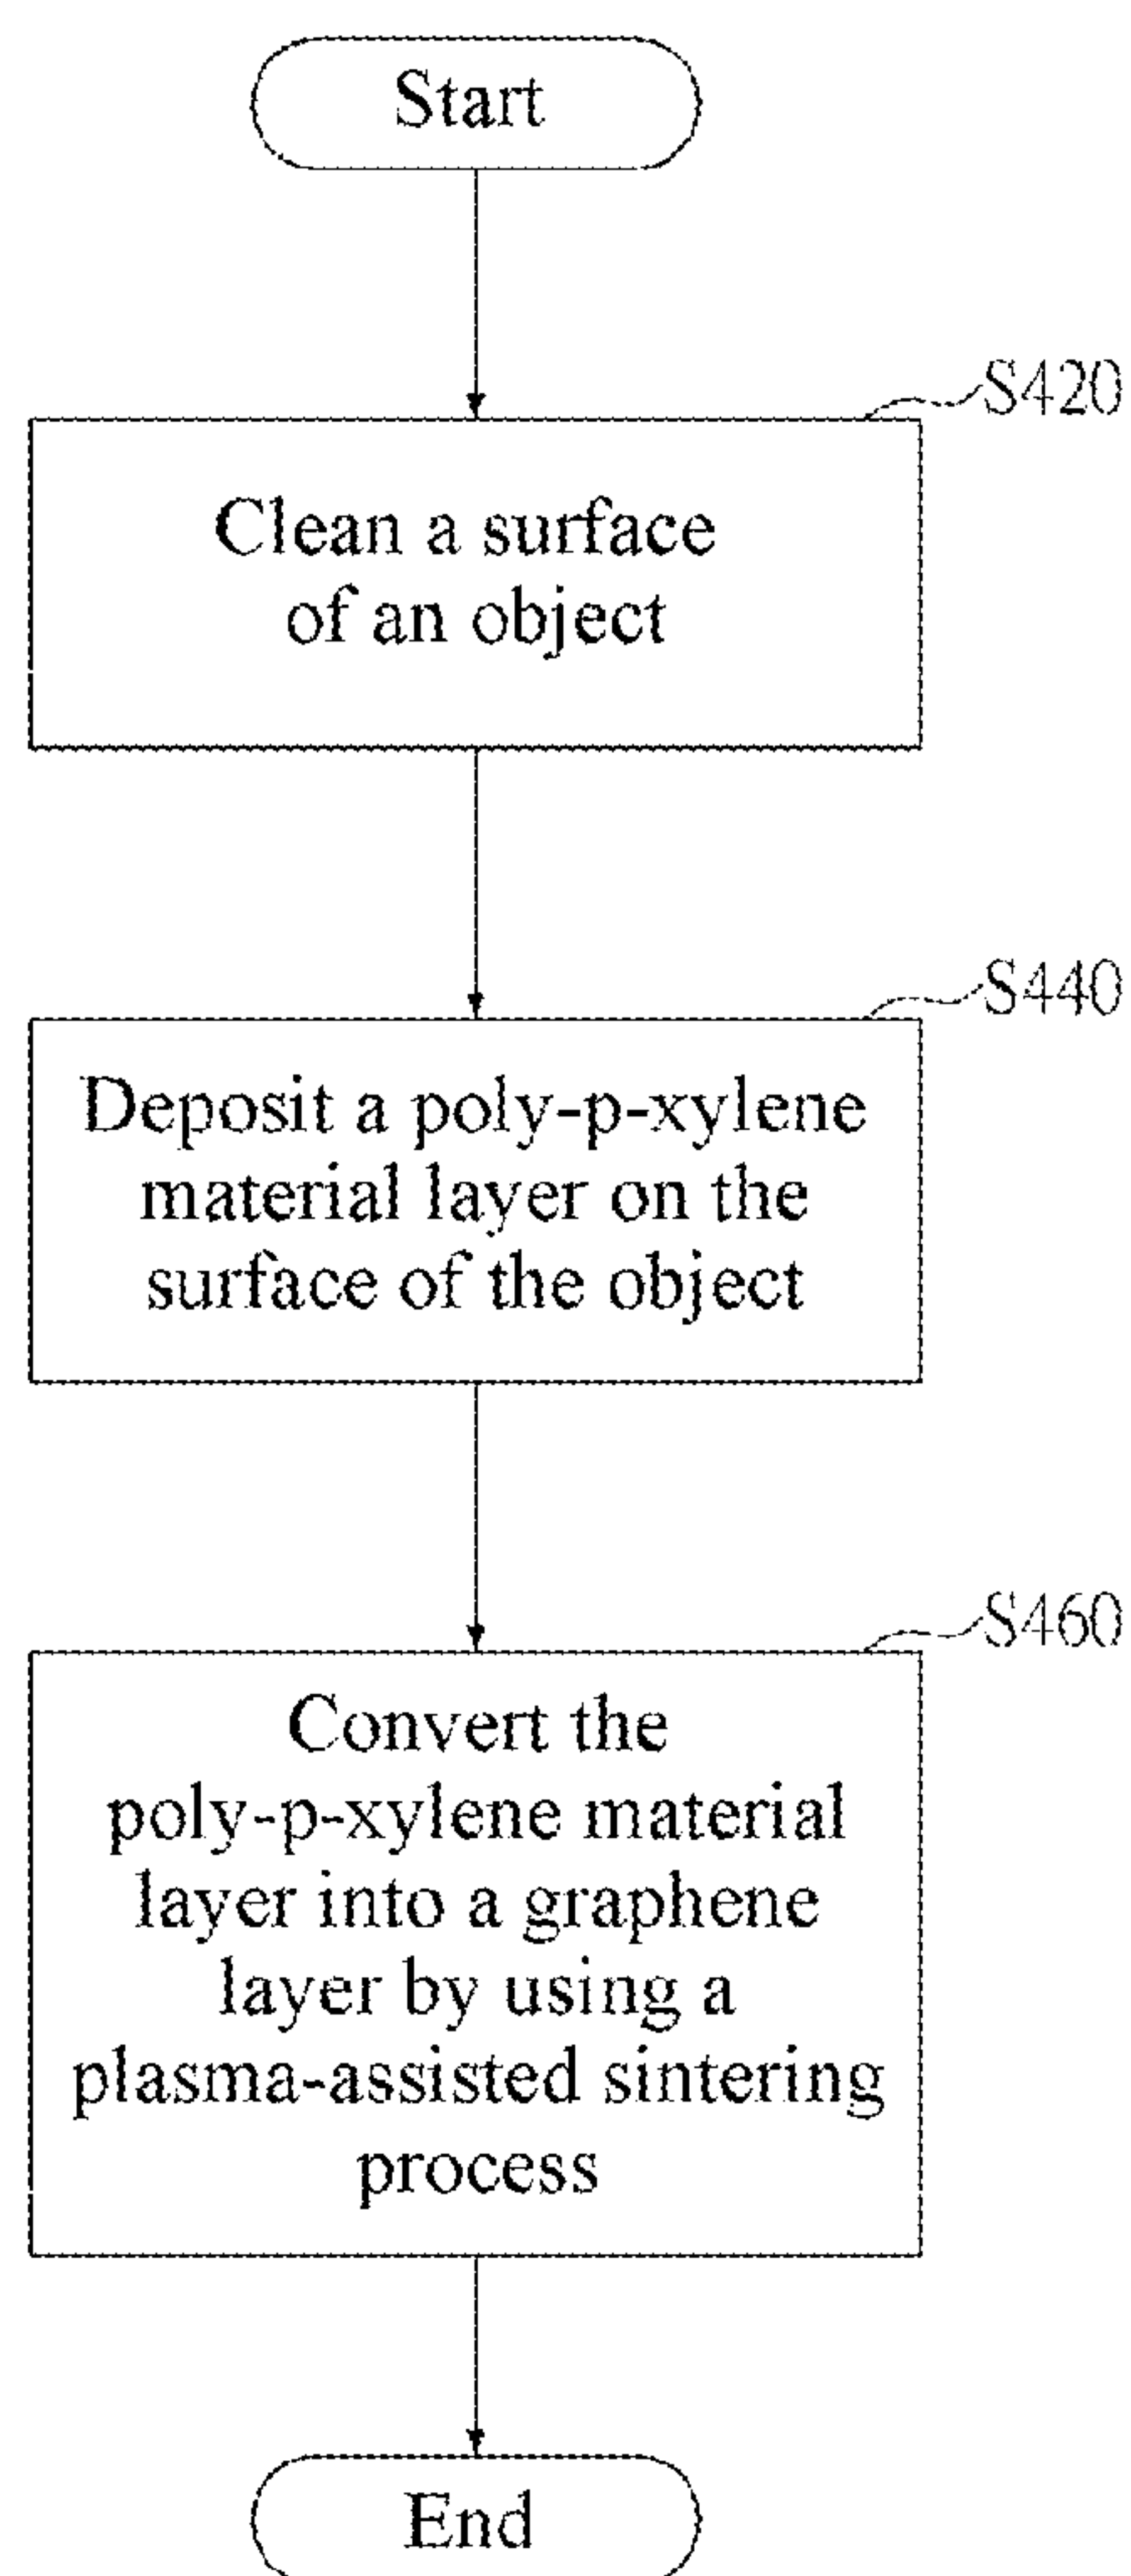 Start
S420
Clean a surface
of an object
S440
Deposit a poly-p-xylene
material layer on the
surface of the object
S460
Convert the
poly-p-xylene material
layer into a graphene
layer by using a
plasma-assisted sintering
process
End